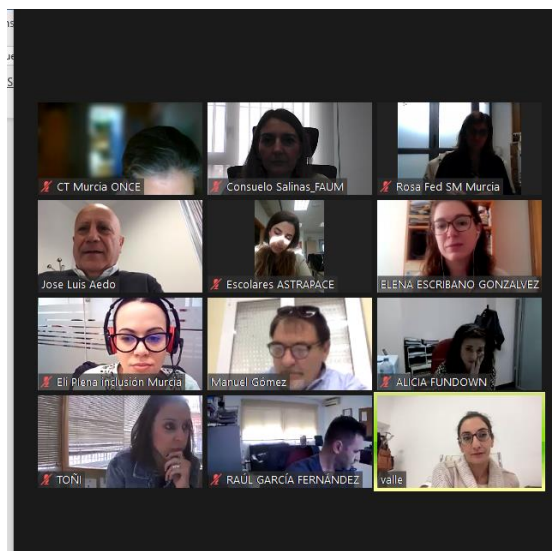 CT Murcia ONCE
Consuelo Salinas_FAUM
Rosa Fed SM Murcia
Jose Luis Aedo
Escolares ASTRAPACE
ELENA ESCRIBANO GONZALVEZ
Eli Plena inclusión Murcia
Manuel Gómez
ALICIA FUNDOWN
TOÑI
RAÚL GARCÍA FERNÁNDEZ
valle